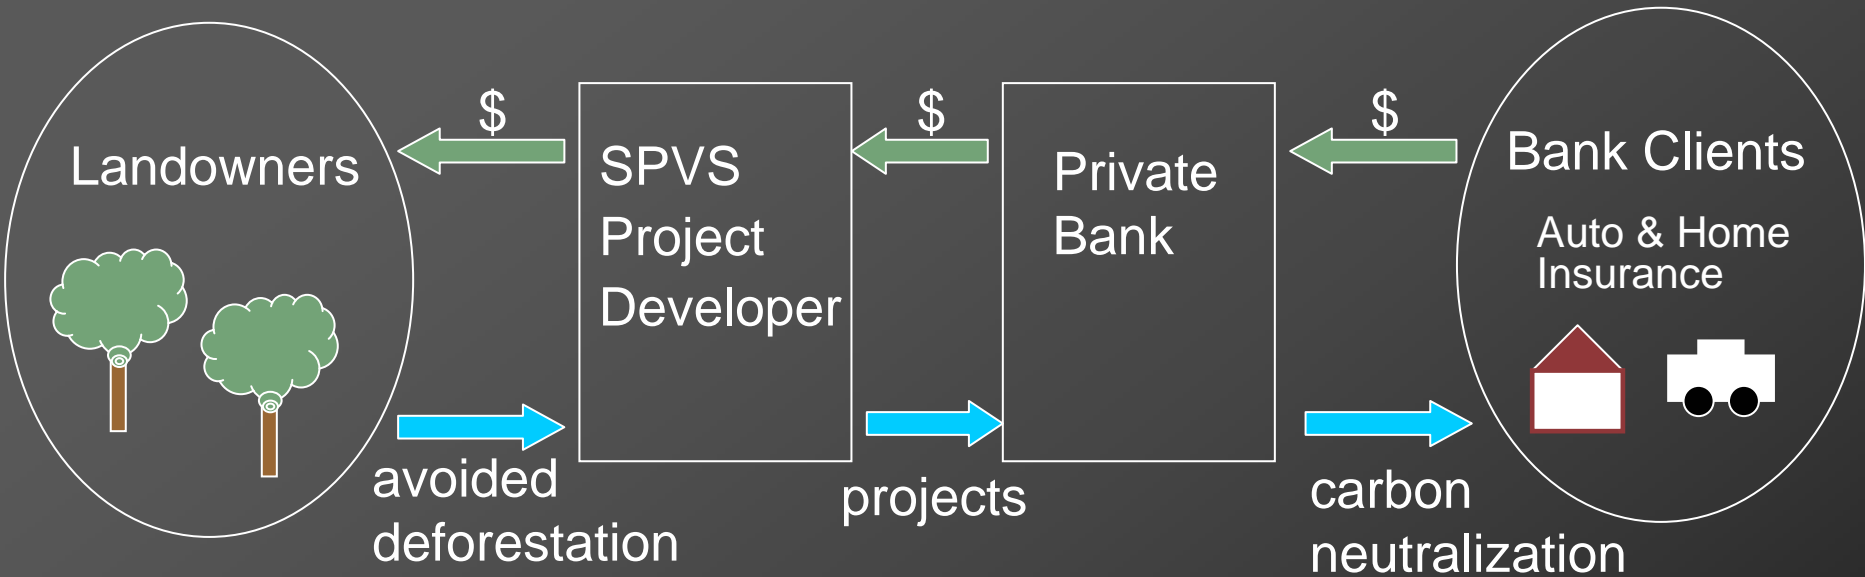 Landowners
$
SPVS
Project
Developer
$
Private
Bank
$
Bank Clients
Auto & Home
Insurance
avoided
deforestation
projects
carbon
neutralization